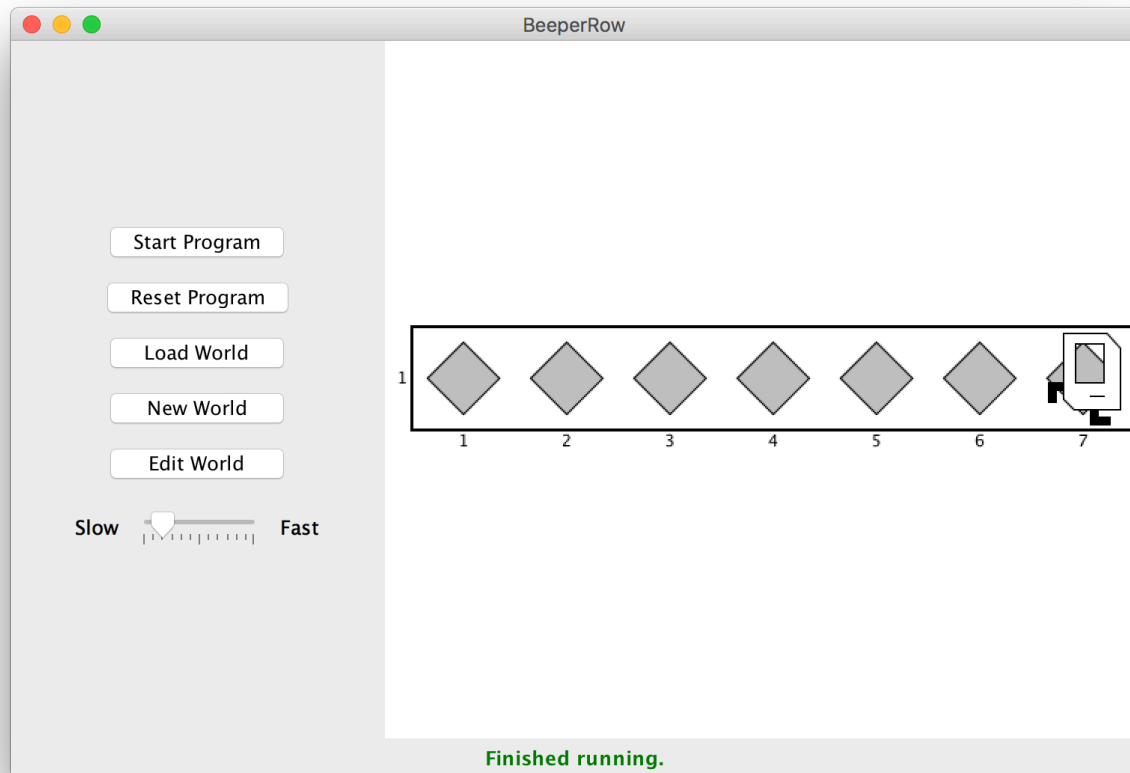 BeeperRow
Start Program
Reset Program
Load World
New World
Edit World
Slow Fast
1
1 2 3 4 5 6 7
Finished running.